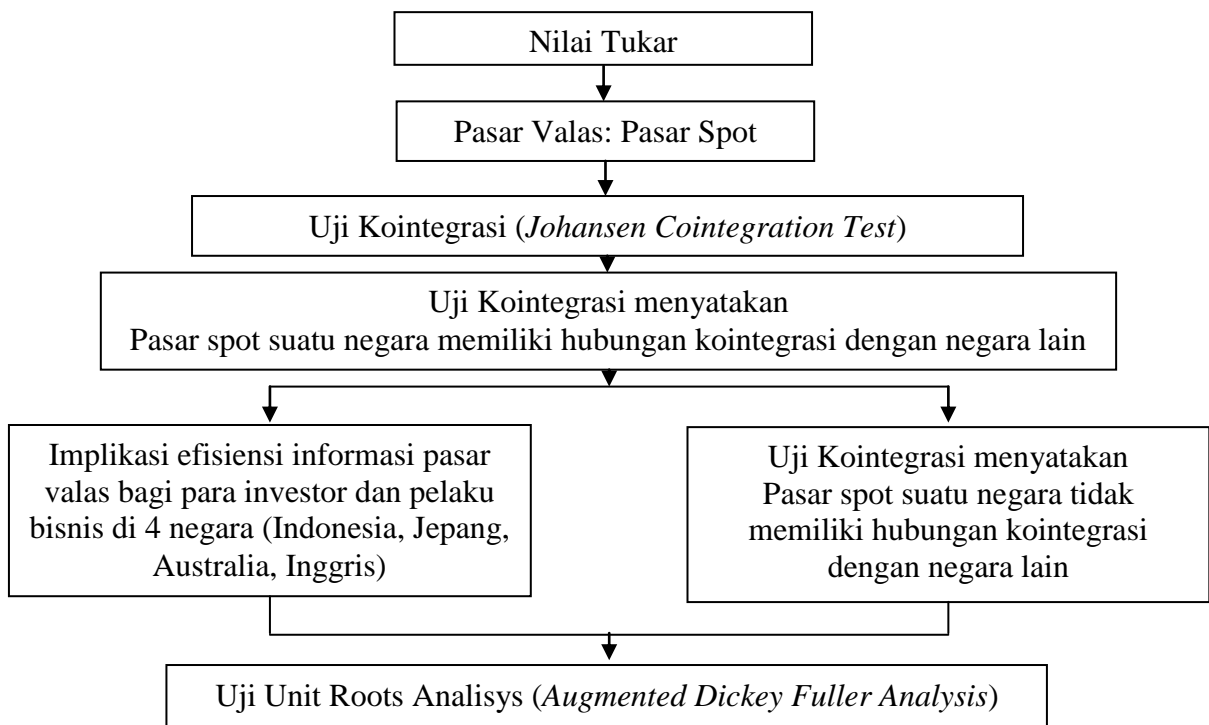 Nilai Tukar
Pasar Valas: Pasar Spot
Uji Kointegrasi (Johansen Cointegration Test)
Uji Kointegrasi menyatakan
Pasar spot suatu negara memiliki hubungan kointegrasi dengan negara lain
Implikasi efisiensi informasi pasar
valas bagi para investor dan pelaku
bisnis di 4 negara (Indonesia, Jepang,
Australia, Inggris)
Uji Kointegrasi menyatakan
Pasar spot suatu negara tidak
memiliki hubungan kointegrasi
dengan negara lain
Uji Unit Roots Analisys (Augmented Dickey Fuller Analysis)